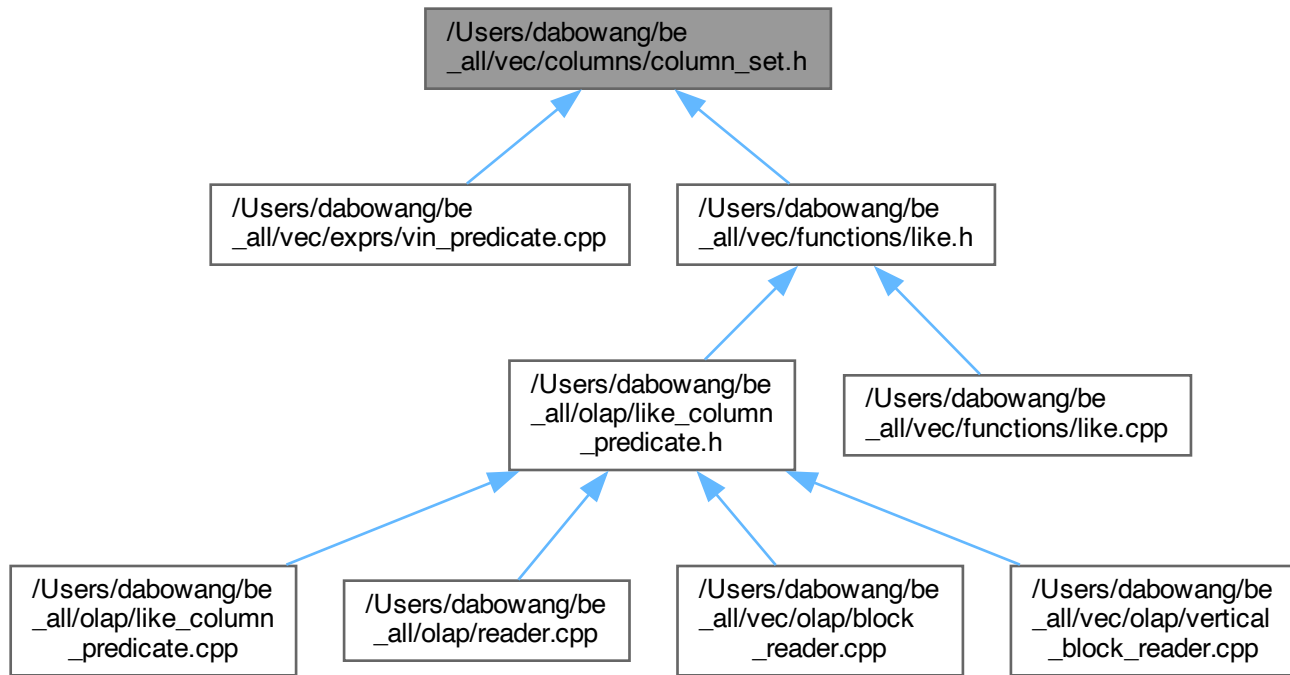 /Users/dabowang/be
_all/vec/columns/column_set.h
/Users/dabowang/be
_all/vec/exprs/vin_predicate.cpp
/Users/dabowang/be
_all/vec/functions/like.h
/Users/dabowang/be
_all/olap/like_column
_predicate.h
/Users/dabowang/be
_all/vec/functions/like.cpp
/Users/dabowang/be
_all/olap/like_column
_predicate.cpp
/Users/dabowang/be
_all/olap/reader.cpp
/Users/dabowang/be
_all/vec/olap/block
_reader.cpp
/Users/dabowang/be
_all/vec/olap/vertical
_block_reader.cpp